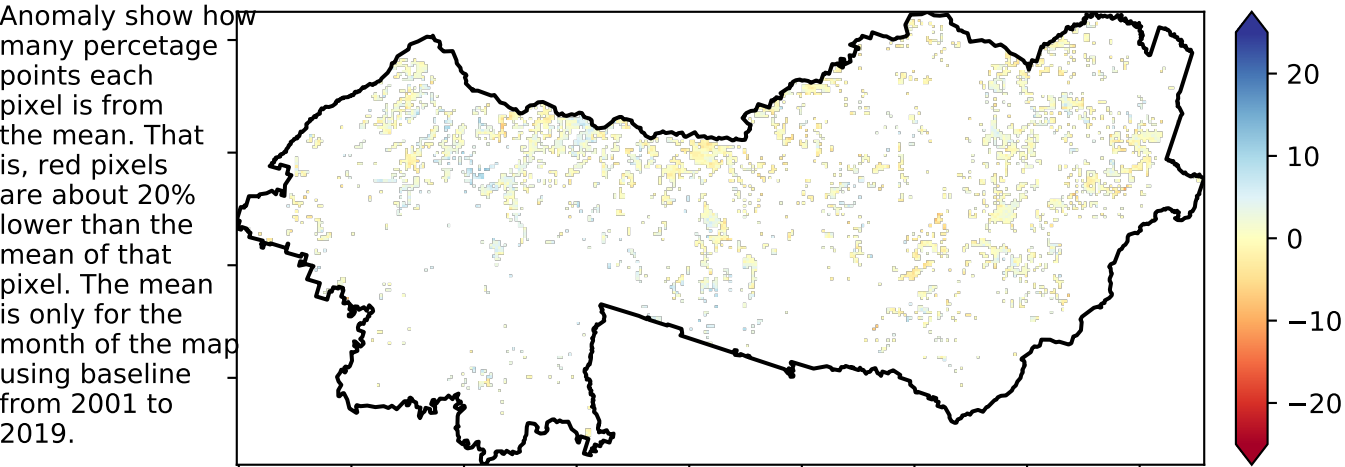 Anomaly show how
many percetage
points each
pixel is from
the mean. That
is, red pixels
are about 20%
lower than the
mean of that
pixel. The mean
is only for the
month of the map
using baseline
from 2001 to
2019.
20
10
0
−10
−20